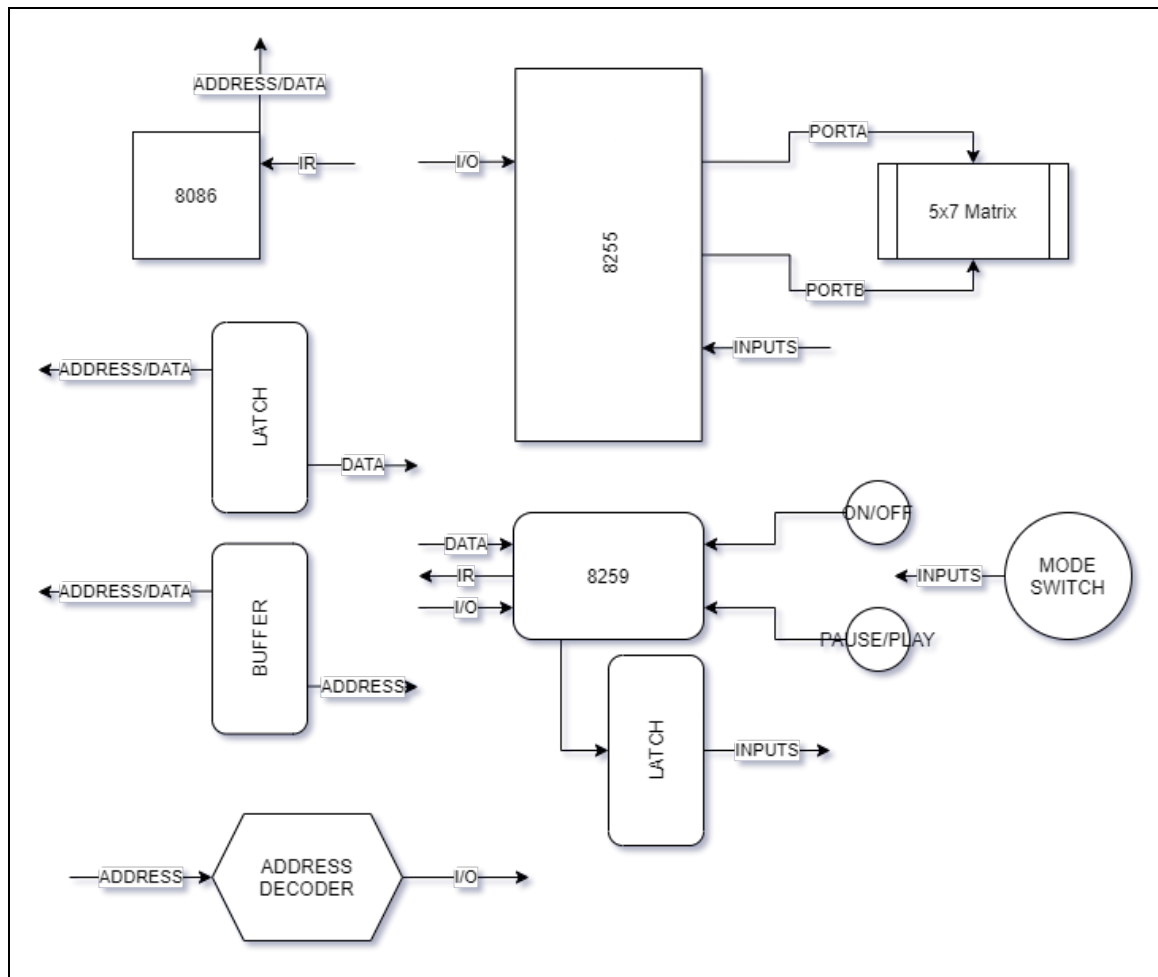 ADDRESS/DATA
8086
IR
I/O
8255
PORTA
5x7 Matrix
PORTB
INPUTS
ADDRESS/DATA
LATCH
DATA
ADDRESS/DATA
BUFFER
ADDRESS
DATA
IR
I/O
8259
ON/OFF
PAUSE/PLAY
INPUTS
MODE
SWITCH
LATCH
INPUTS
ADDRESS
ADDRESS
DECODER
I/O